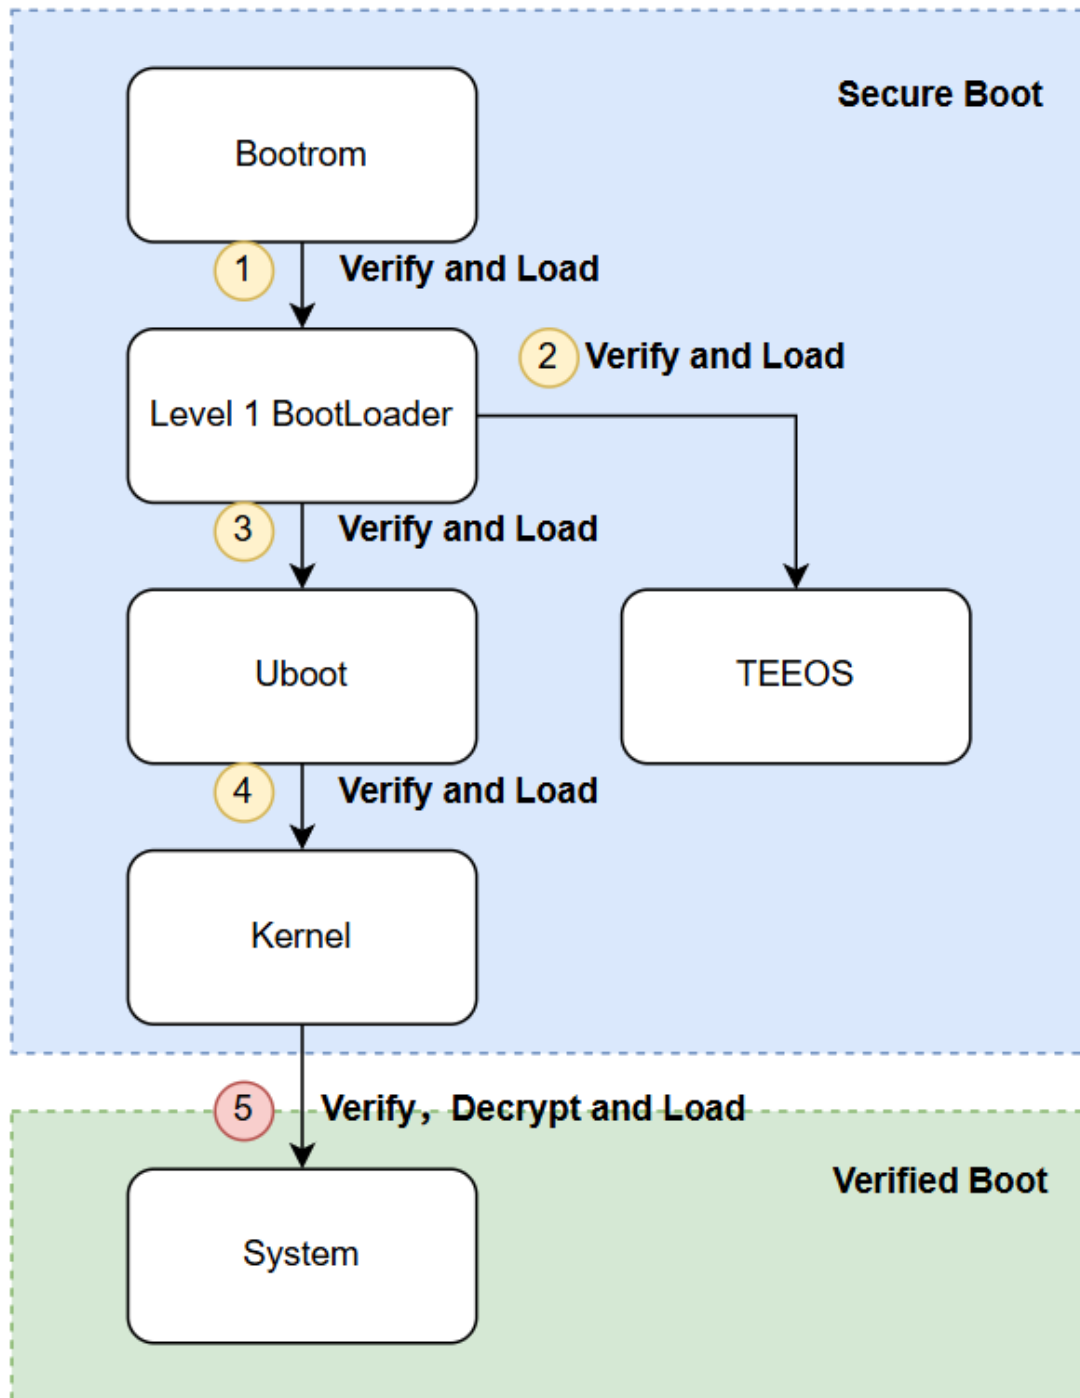 Secure Boot
Bootrom
1 Verify and Load
2 Verify and Load
Level 1 BootLoader
3 Verify and Load
Uboot
TEEOS
4 Verify and Load
Kernel
5 Verify，Decrypt and Load
Verified Boot
System